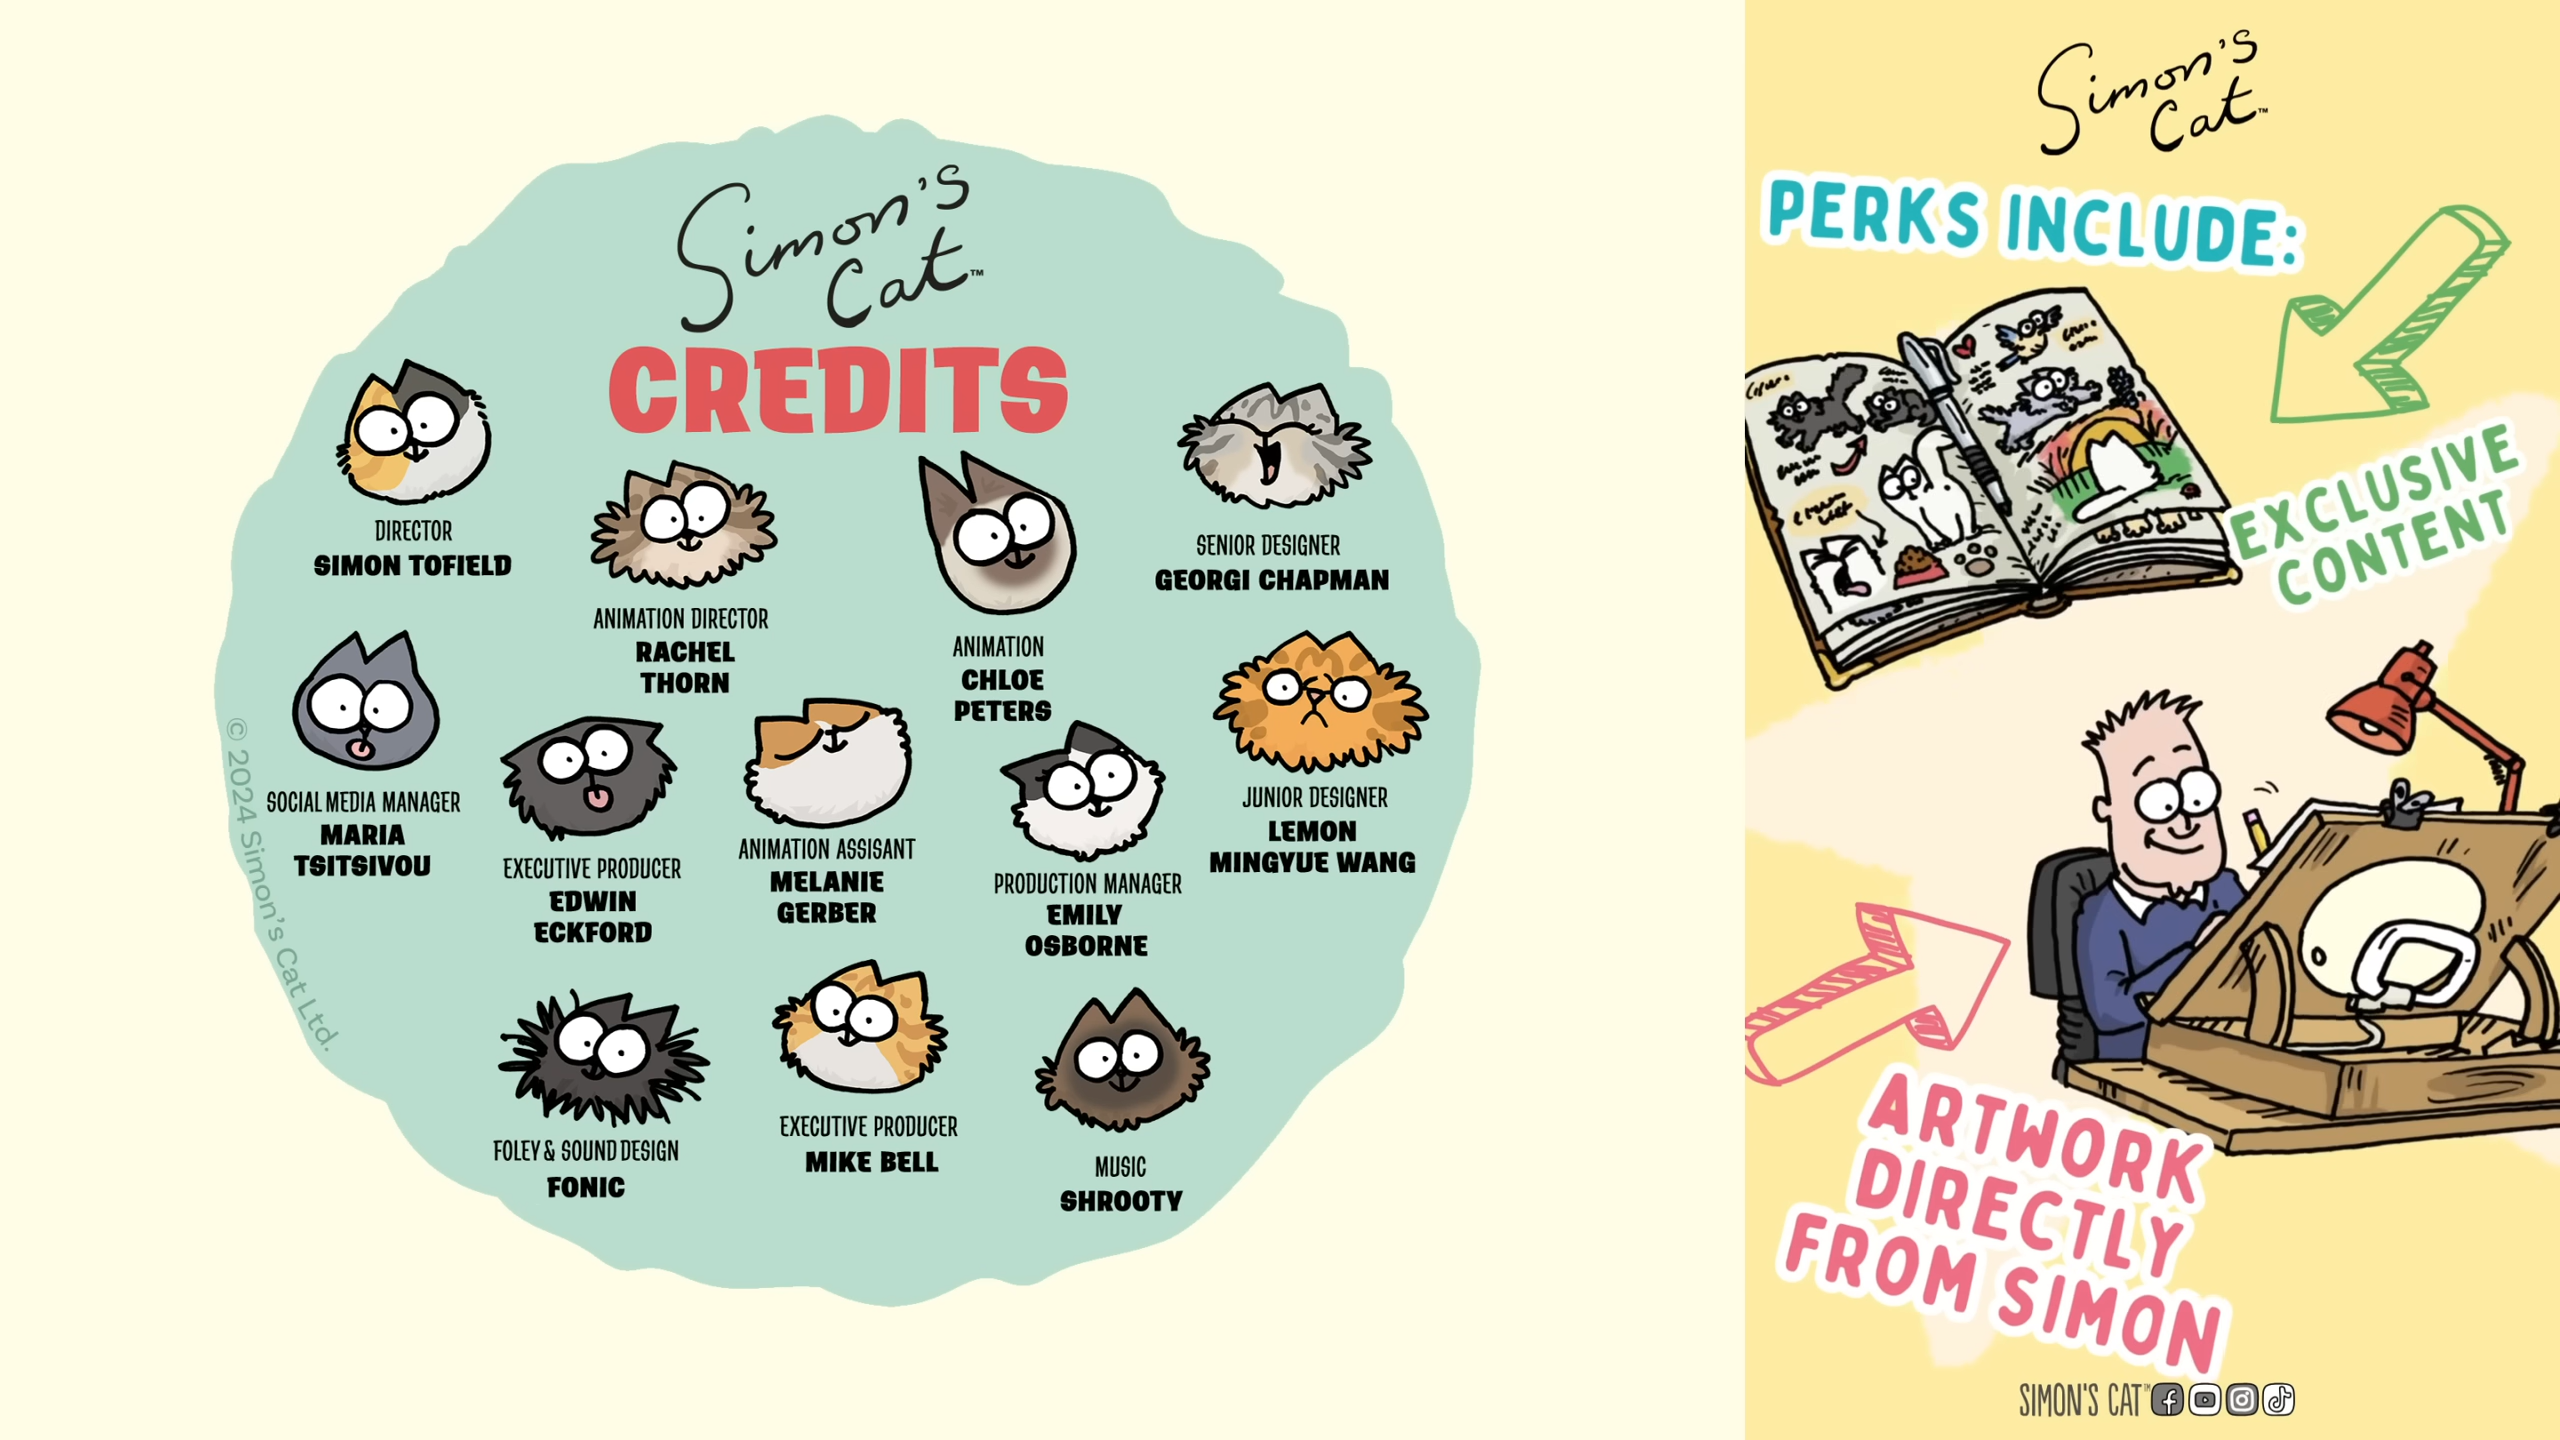 Simon's
Cat™
CREDITS
DIRECTOR
SIMON TOFIELD
ANIMATION DIRECTOR
RACHEL
THORN
ANIMATION
CHLOE
PETERS
SENIOR DESIGNER
GEORGI CHAPMAN
SOCIAL MEDIA MANAGER
MARIA
TSITSIVOU
EXECUTIVE PRODUCER
EDWIN
ECKFORD
ANIMATION ASSISANT
MELANIE
GERBER
PRODUCTION MANAGER
EMILY
OSBORNE
JUNIOR DESIGNER
LEMON
MINGYUE WANG
FOLEY & SOUND DESIGN
FONIC
EXECUTIVE PRODUCER
MIKE BELL
MUSIC
SHROOTY
© 2024 Simon's Cat Ltd.
Simon's
Cat™
PERKS INCLUDE:
EXCLUSIVE
CONTENT
ARTWORK
DIRECTLY
FROM SIMON
SIMON'S CAT™